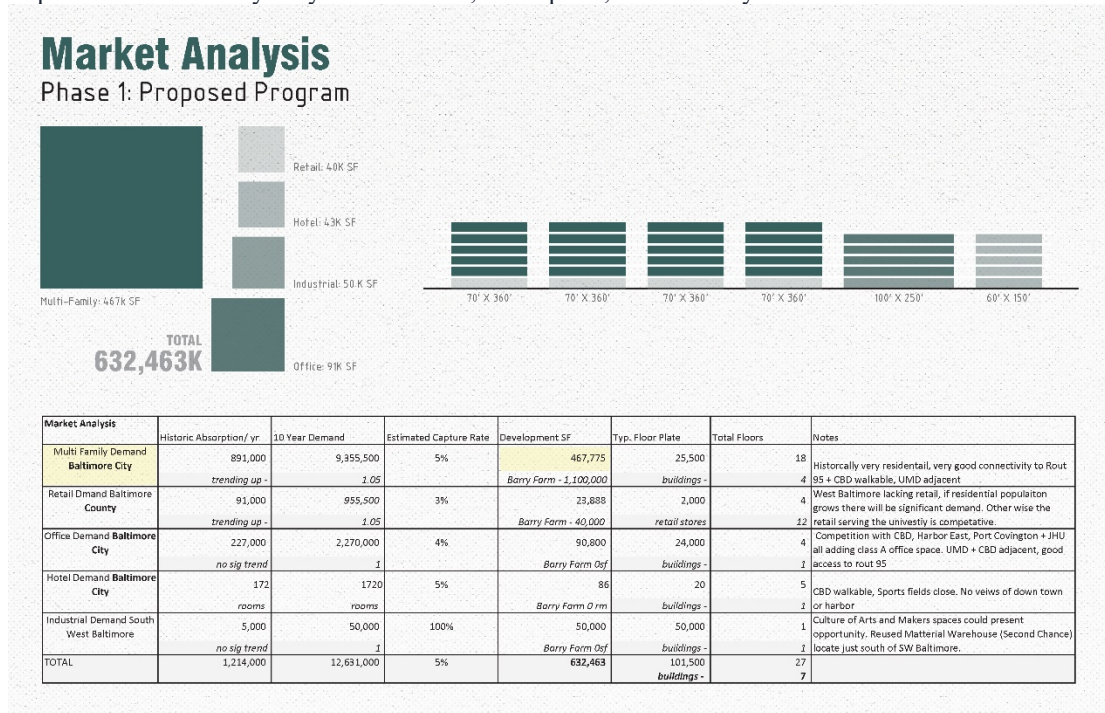 Market Analysis
Phase 1: Proposed Program
Retail: 40K SF
Hotel: 43K SF
Industrial: 50 K SF
Multi-Family: 467k SF
TOTAL
632,463K
Office: 91K SF
70' X 360'
70' X 360'
70' X 360'
70' X 360'
100' X 250'
60' X 150'
Market Analysis
Historic Absorption/ yr 10 Year Demand Estimated Capture Rate Development SF Typ. Floor Plate Total Floors Notes
Multi Family Demand 891,000 9,355,500 5% 467,775 25,500 18 Historcally very residentail, very good connectivity to Rout
Baltimore City trending up - 1.05 Barry Farm - 1,100,000 buildings - 4 95 + CBD walkable, UMD adjacent
Retail Dmand Baltimore 91,000 955,500 3% 23,888 2,000 4 West Baltimore lacking retail, if residential populaiton
County grows there will be significant demand. Other wise the
trending up - 1.05 Barry Farm - 40,000 retail stores 12 retail serving the univestiy is competative.
Office Demand Baltimore 227,000 2,270,000 4% 90,800 24,000 4 Competition with CBD, Harbor East, Port Covington + JHU
City all adding class A office space. UMD + CBD adjacent, good
no sig trend 1 Barry Farm 0sf buildings - 1 access to rout 95
Hotel Demand Baltimore 172 1720 5% 86 20 5 CBD walkable, Sports fields close. No veiws of down town
City rooms rooms Barry Farm 0 rm buildings - 1 or harbor
Industrial Demand South 5,000 50,000 100% 50,000 50,000 1 Culture of Arts and Makers spaces could present
West Baltimore opportunity. Reused Matterial Warehouse (Second Chance)
no sig trend 1 Barry Farm 0sf buildings - 1 locate just south of SW Baltimore.
TOTAL 1,214,000 12,631,000 5% 632,463 101,500 27
buildings - 7